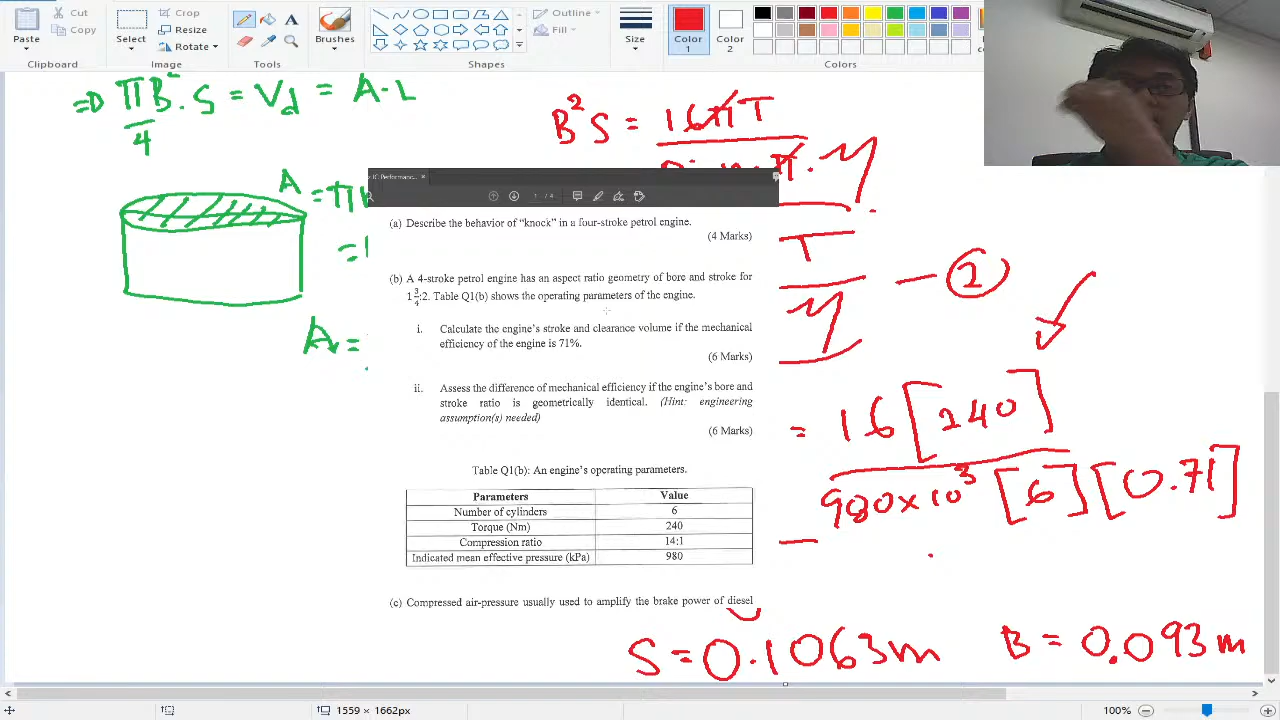 Paste
Cut
Copy
Clipboard
Select
Crop
Resize
Rotate
Image
A
Tools
Brushes
Outline
Fill
Shapes
Size
Color 1
Color 2
Colors
=> πB²/4 · S = Vd = A·L
A = π
=
A =
B²S = 16πT
π · η
T
η
— ②
= 16[240]
980×10³ [6][0.71]
S = 0.1063m
B = 0.093m
IC Performanc...
1 / 4
(a) Describe the behavior of “knock” in a four-stroke petrol engine.
(4 Marks)
(b) A 4-stroke petrol engine has an aspect ratio geometry of bore and stroke for
1¾:2. Table Q1(b) shows the operating parameters of the engine.
i. Calculate the engine’s stroke and clearance volume if the mechanical
efficiency of the engine is 71%.
(6 Marks)
ii. Assess the difference of mechanical efficiency if the engine’s bore and
stroke ratio is geometrically identical. (Hint: engineering
assumption(s) needed)
(6 Marks)
Table Q1(b): An engine’s operating parameters.
Parameters Value
Number of cylinders 6
Torque (Nm) 240
Compression ratio 14:1
Indicated mean effective pressure (kPa) 980
(c) Compressed air-pressure usually used to amplify the brake power of diesel
1559 × 1662px
100%